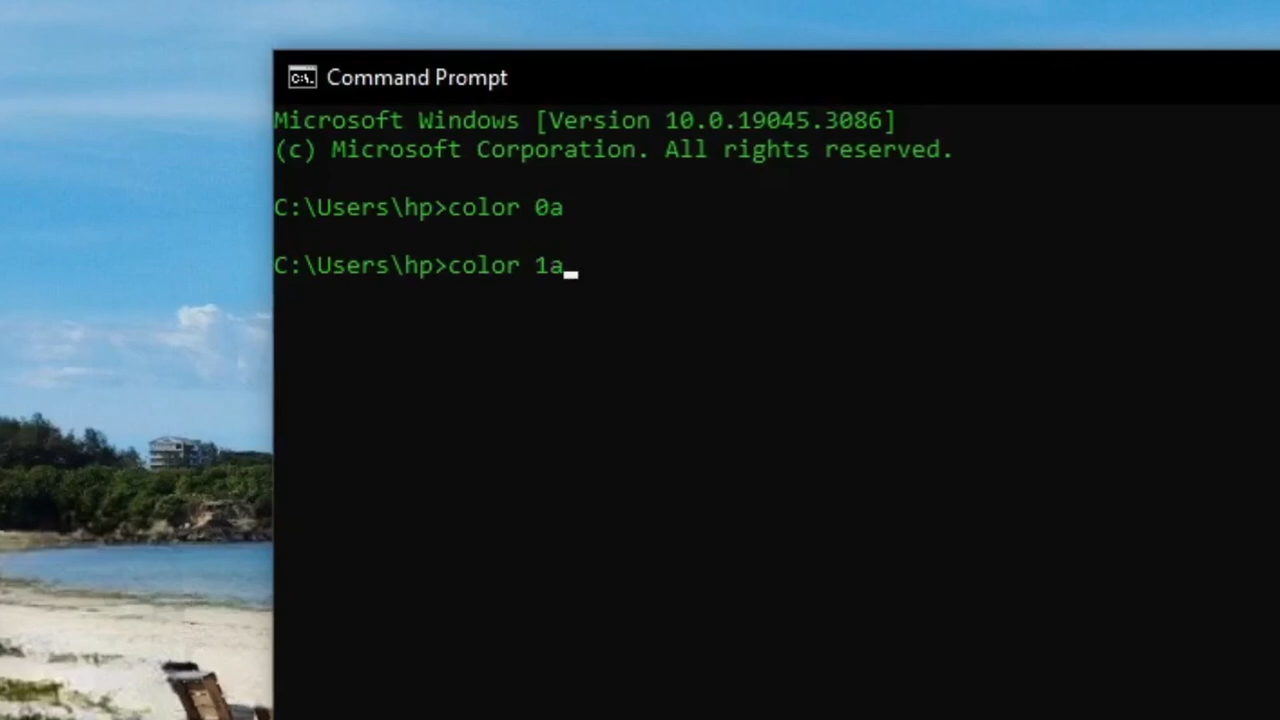 Command Prompt
Microsoft Windows [Version 10.0.19045.3086]
(c) Microsoft Corporation. All rights reserved.
C:\Users\hp>color 0a
C:\Users\hp>color 1a